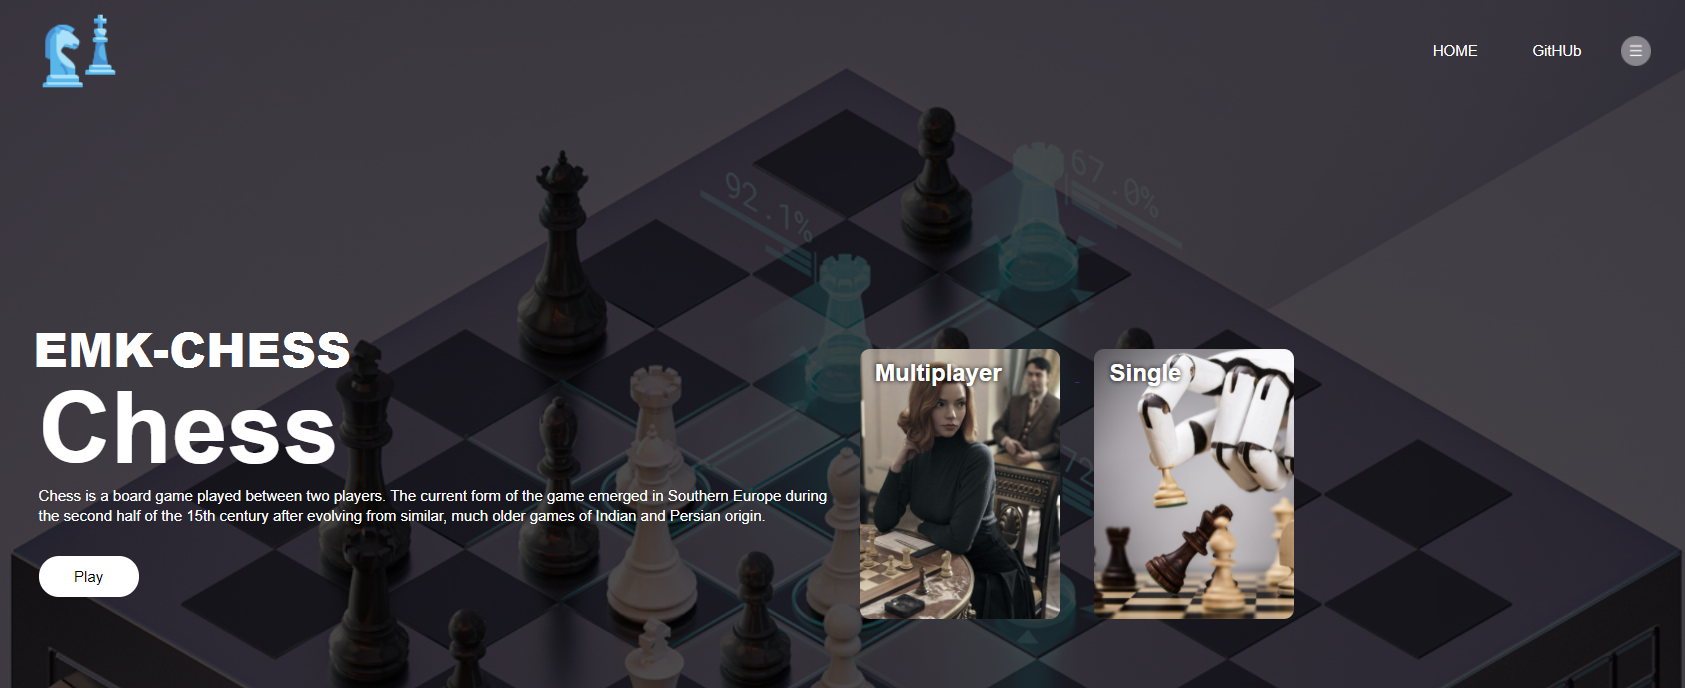 HOME
GitHUb
92.1%
67.0%
EMK-CHESS
Chess
Multiplayer
Single
Chess is a board game played between two players. The current form of the game emerged in Southern Europe during
the second half of the 15th century after evolving from similar, much older games of Indian and Persian origin.
72
Play